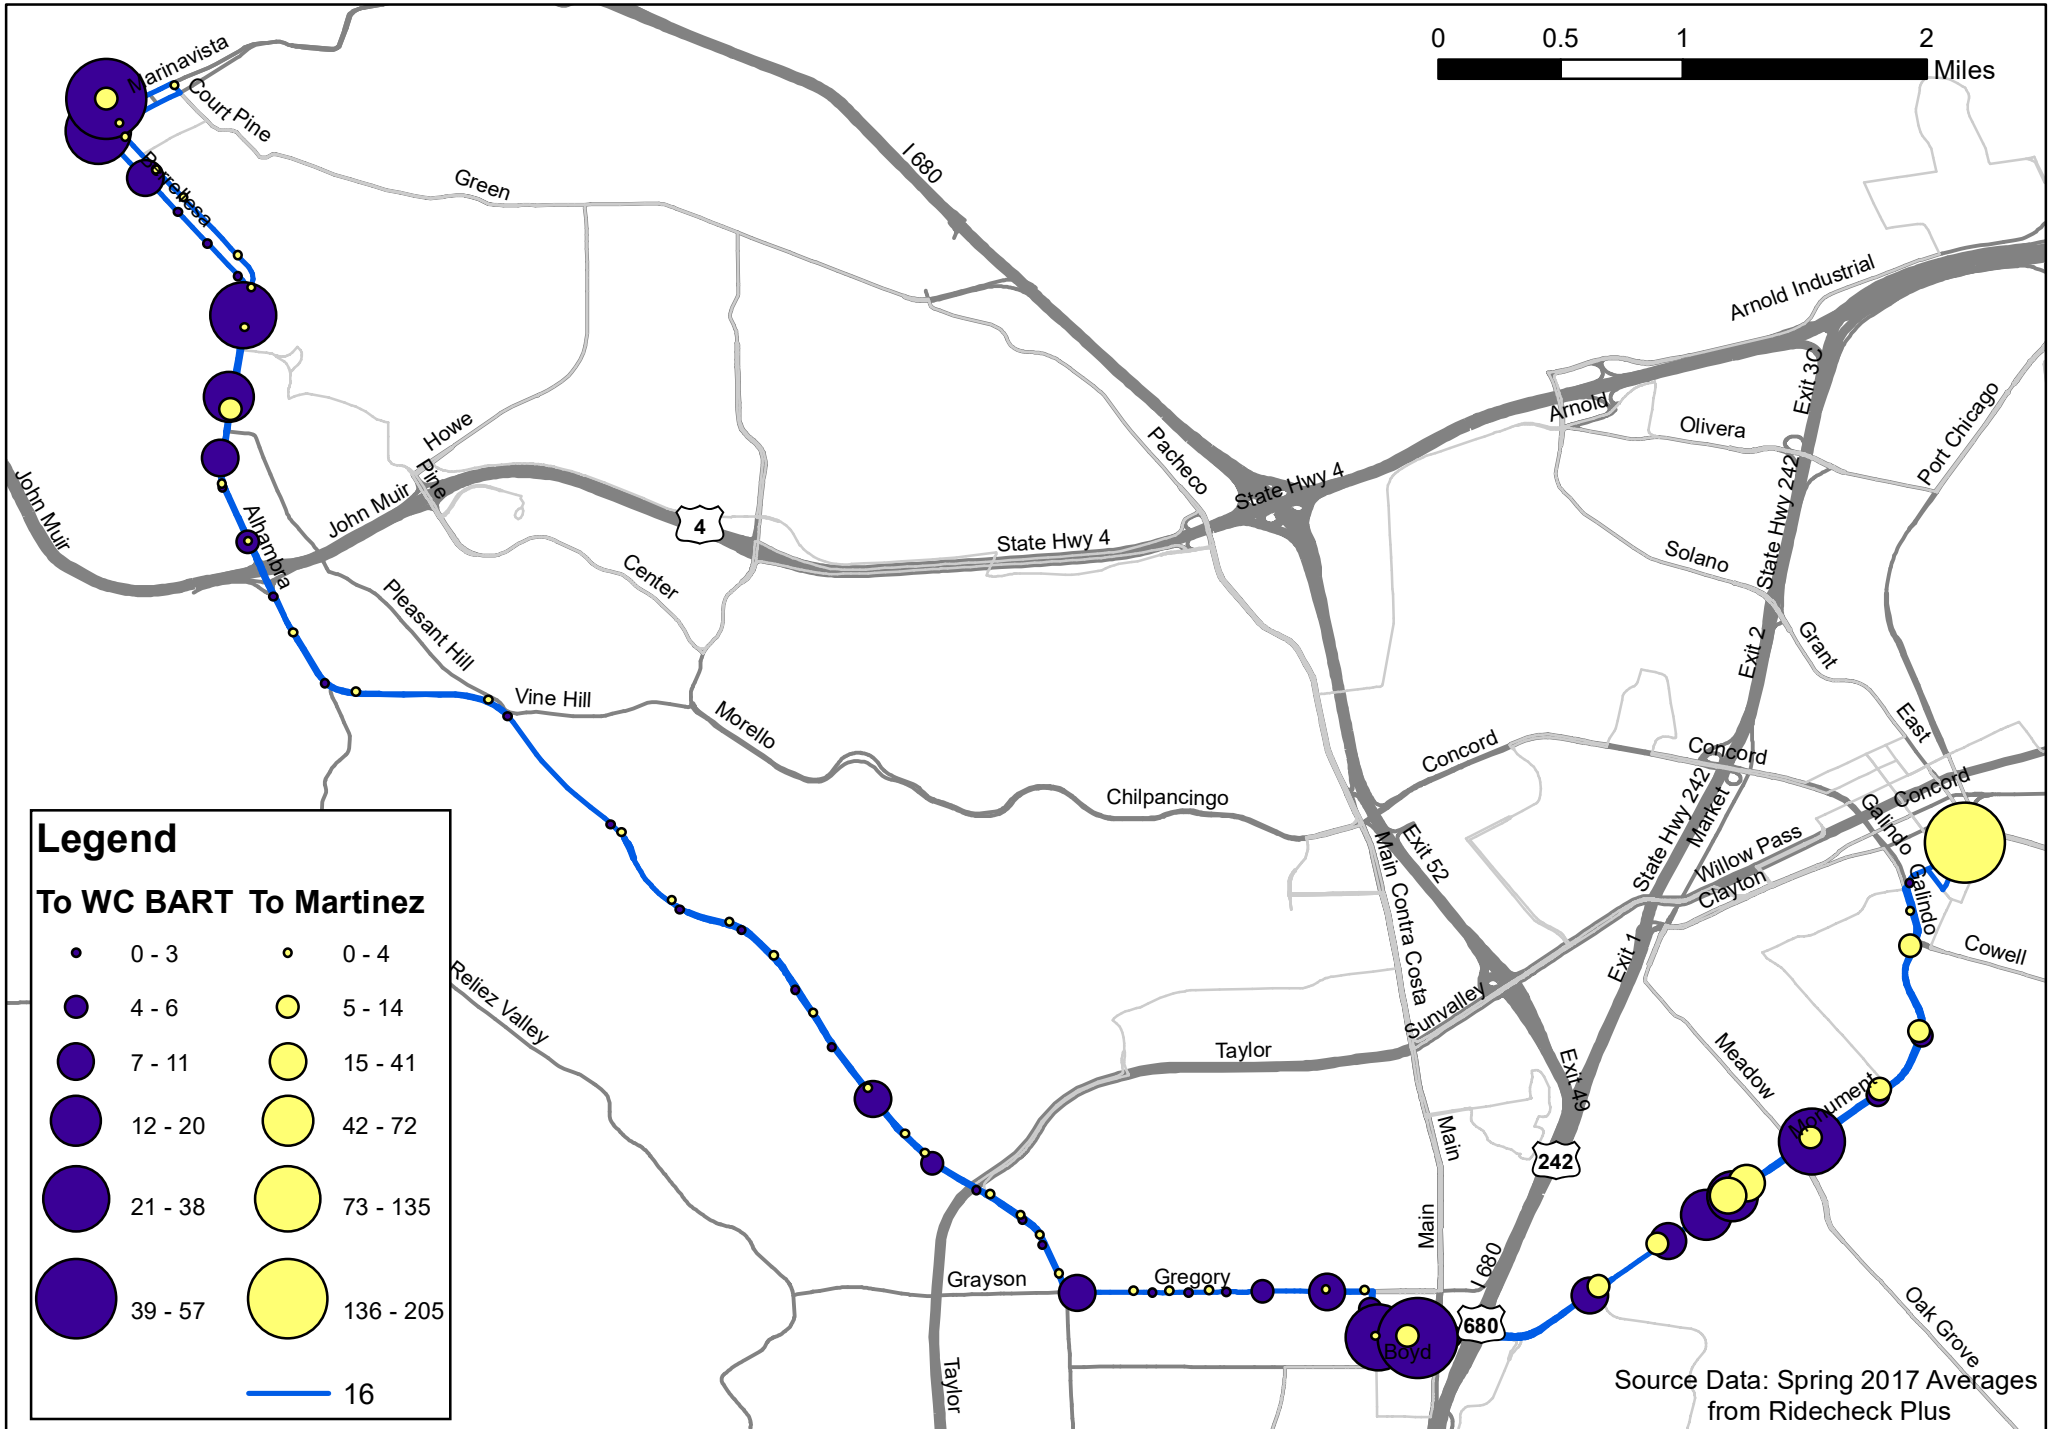 0 0.5 1 2
Miles
Marinavista
Court
Pine
Green
I 680
Arnold Industrial
Exit 3C
Arnold
Olivera
Port Chicago
Howe
Pine
John Muir
John Muir
Alhambra
4
Pacheco
State Hwy 4
State Hwy 4
State Hwy 242
Center
Solano
Pleasant Hill
Grant
Exit 2
Vine Hill
Morello
East
Concord
Concord
Concord
Chilpancingo
State Hwy 242
Market
Galindo
Galindo
Exit 52
Main Contra Costa
Willow Pass
Clayton
Cowell
Exit 1
Reliez Valley
Sunvalley
Taylor
Exit 49
Meadow
Monument
Main
242
Main
I 680
Grayson
Gregory
680
Boyd
Oak Grove
Taylor
Legend
To WC BART To Martinez
0 - 3 0 - 4
4 - 6 5 - 14
7 - 11 15 - 41
12 - 20 42 - 72
21 - 38 73 - 135
39 - 57 136 - 205
16
Source Data: Spring 2017 Averages
from Ridecheck Plus